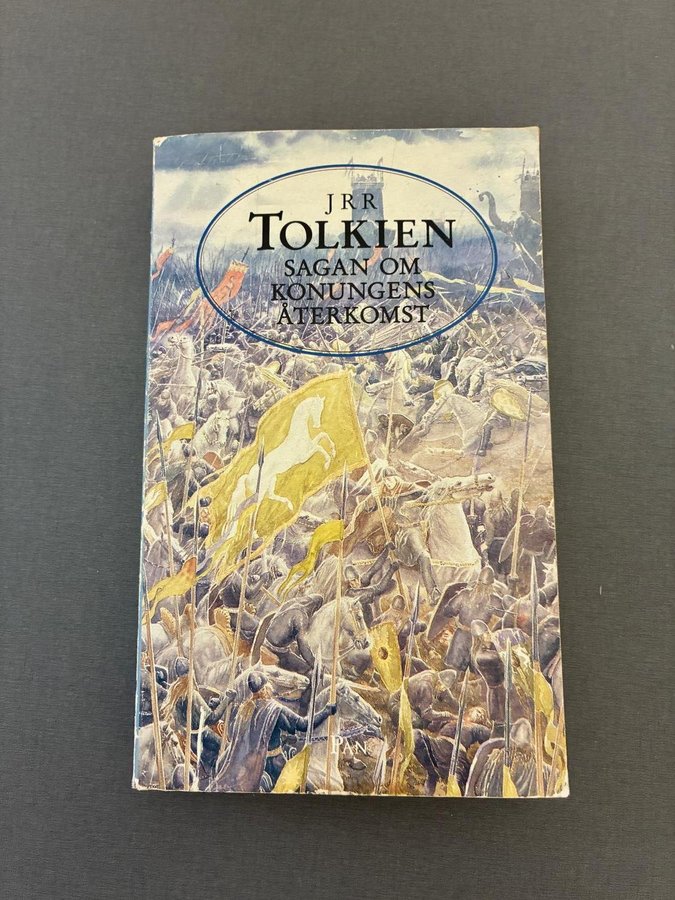 JRR
TOLKIEN
SAGAN OM
KONUNGENS
ÅTERKOMST
PAN